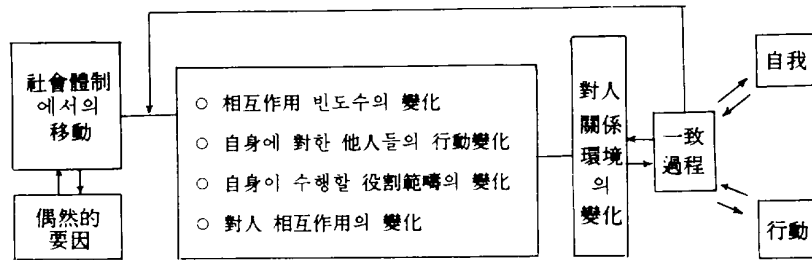 社會體制
에서의
移動
偶然的
要因
○ 相互作用 빈도수의 變化
○ 自身에 對한 他人들의 行動變化
○ 自身이 수행할 役割範疇의 變化
○ 對人 相互作用의 變化
對人
關係
環境
의
變化
一致
過程
自我
行動